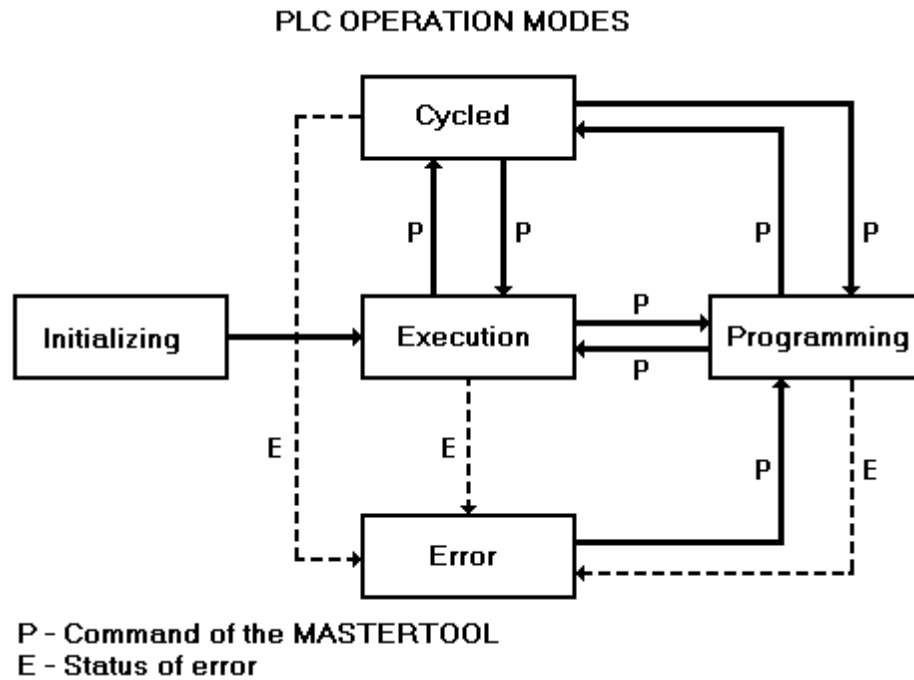 PLC OPERATION MODES
Cycled
P
P
P
P
Initializing
Execution
P
P
Programming
E
E
P
E
Error
P - Command of the MASTERTOOL
E - Status of error